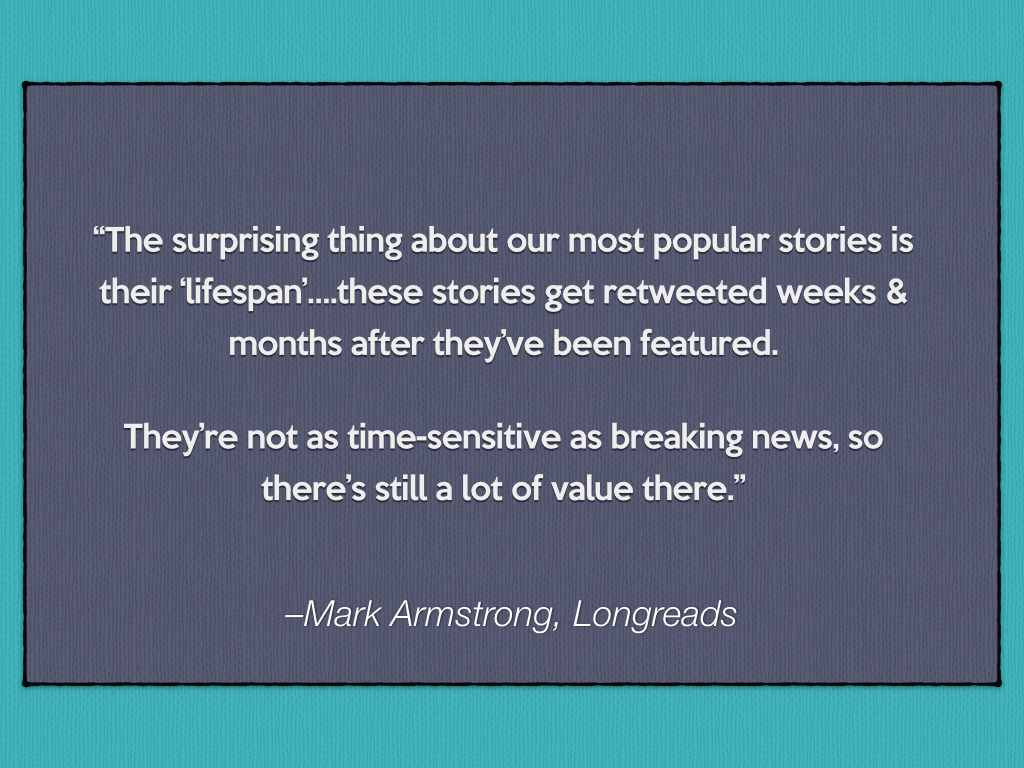 “The surprising thing about our most popular stories is
their ‘lifespan’....these stories get retweeted weeks &
months after they’ve been featured.
They’re not as time-sensitive as breaking news, so
there’s still a lot of value there.”
–Mark Armstrong, Longreads